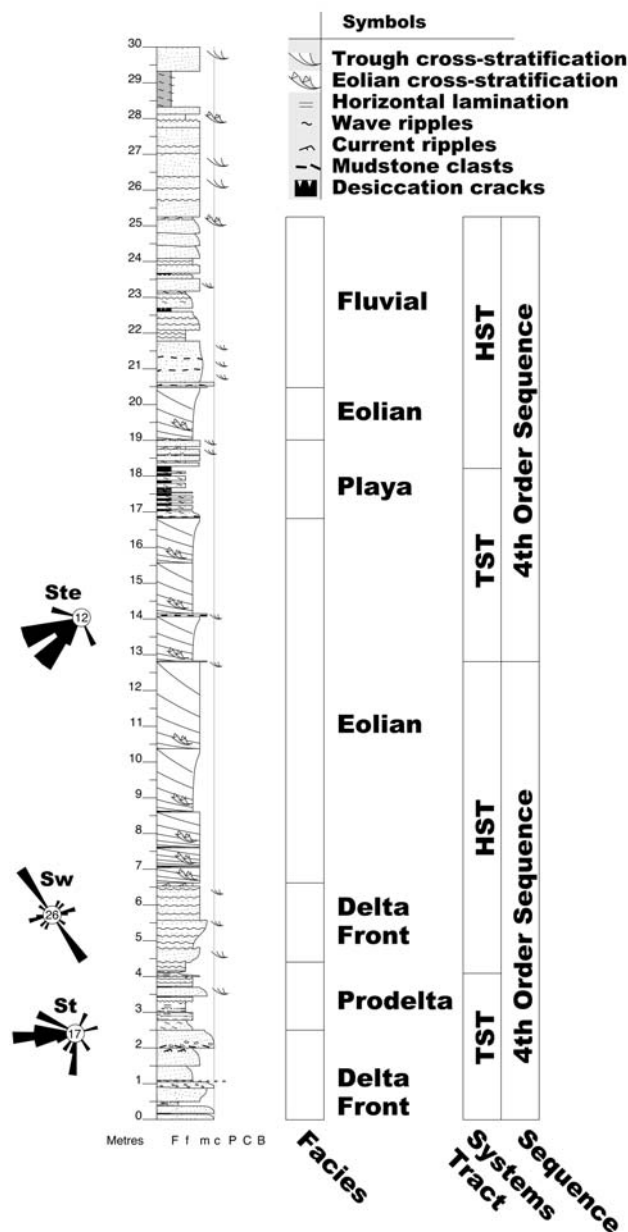 Symbols
Trough cross-stratification
Eolian cross-stratification
Horizontal lamination
Wave ripples
Current ripples
Mudstone clasts
Desiccation cracks
30
29
28
27
26
25
24
23
22
21
20
19
18
17
16
15
14
13
12
11
10
9
8
7
6
5
4
3
2
1
0
Metres F f m c P C B
Ste
12
Sw
26
St
17
Fluvial
Eolian
Playa
Eolian
Delta
Front
Prodelta
Delta
Front
HST
TST
HST
TST
4th Order Sequence
4th Order Sequence
Facies
Systems
Tract
Sequence